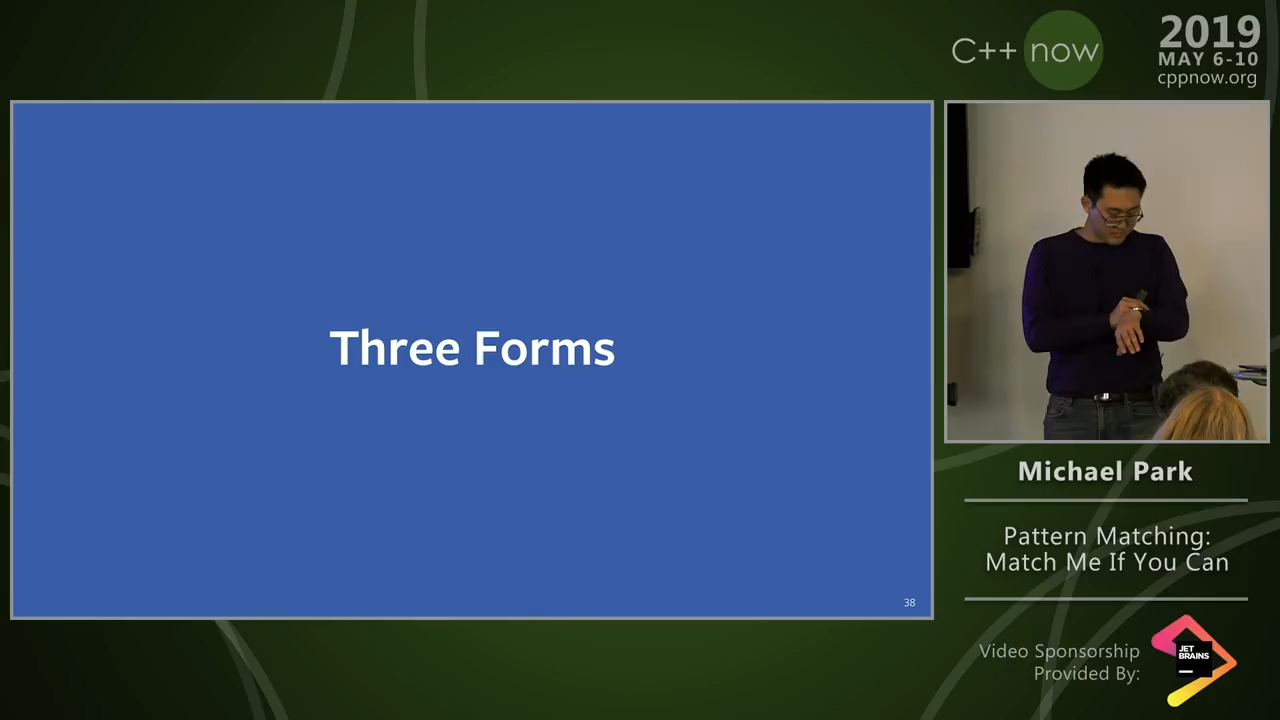 C++ now
2019
MAY 6-10
cppnow.org
Three Forms
38
Michael Park
Pattern Matching:
Match Me If You Can
Video Sponsorship
Provided By:
JET
BRAINS